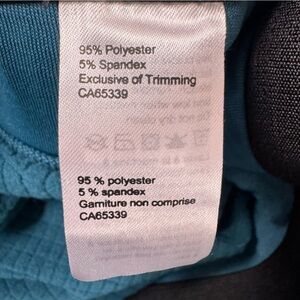 95% Polyester
5% Spandex
Exclusive of Trimming
CA65339
95 % polyester
5 % spandex
Garniture non comprise
CA65339